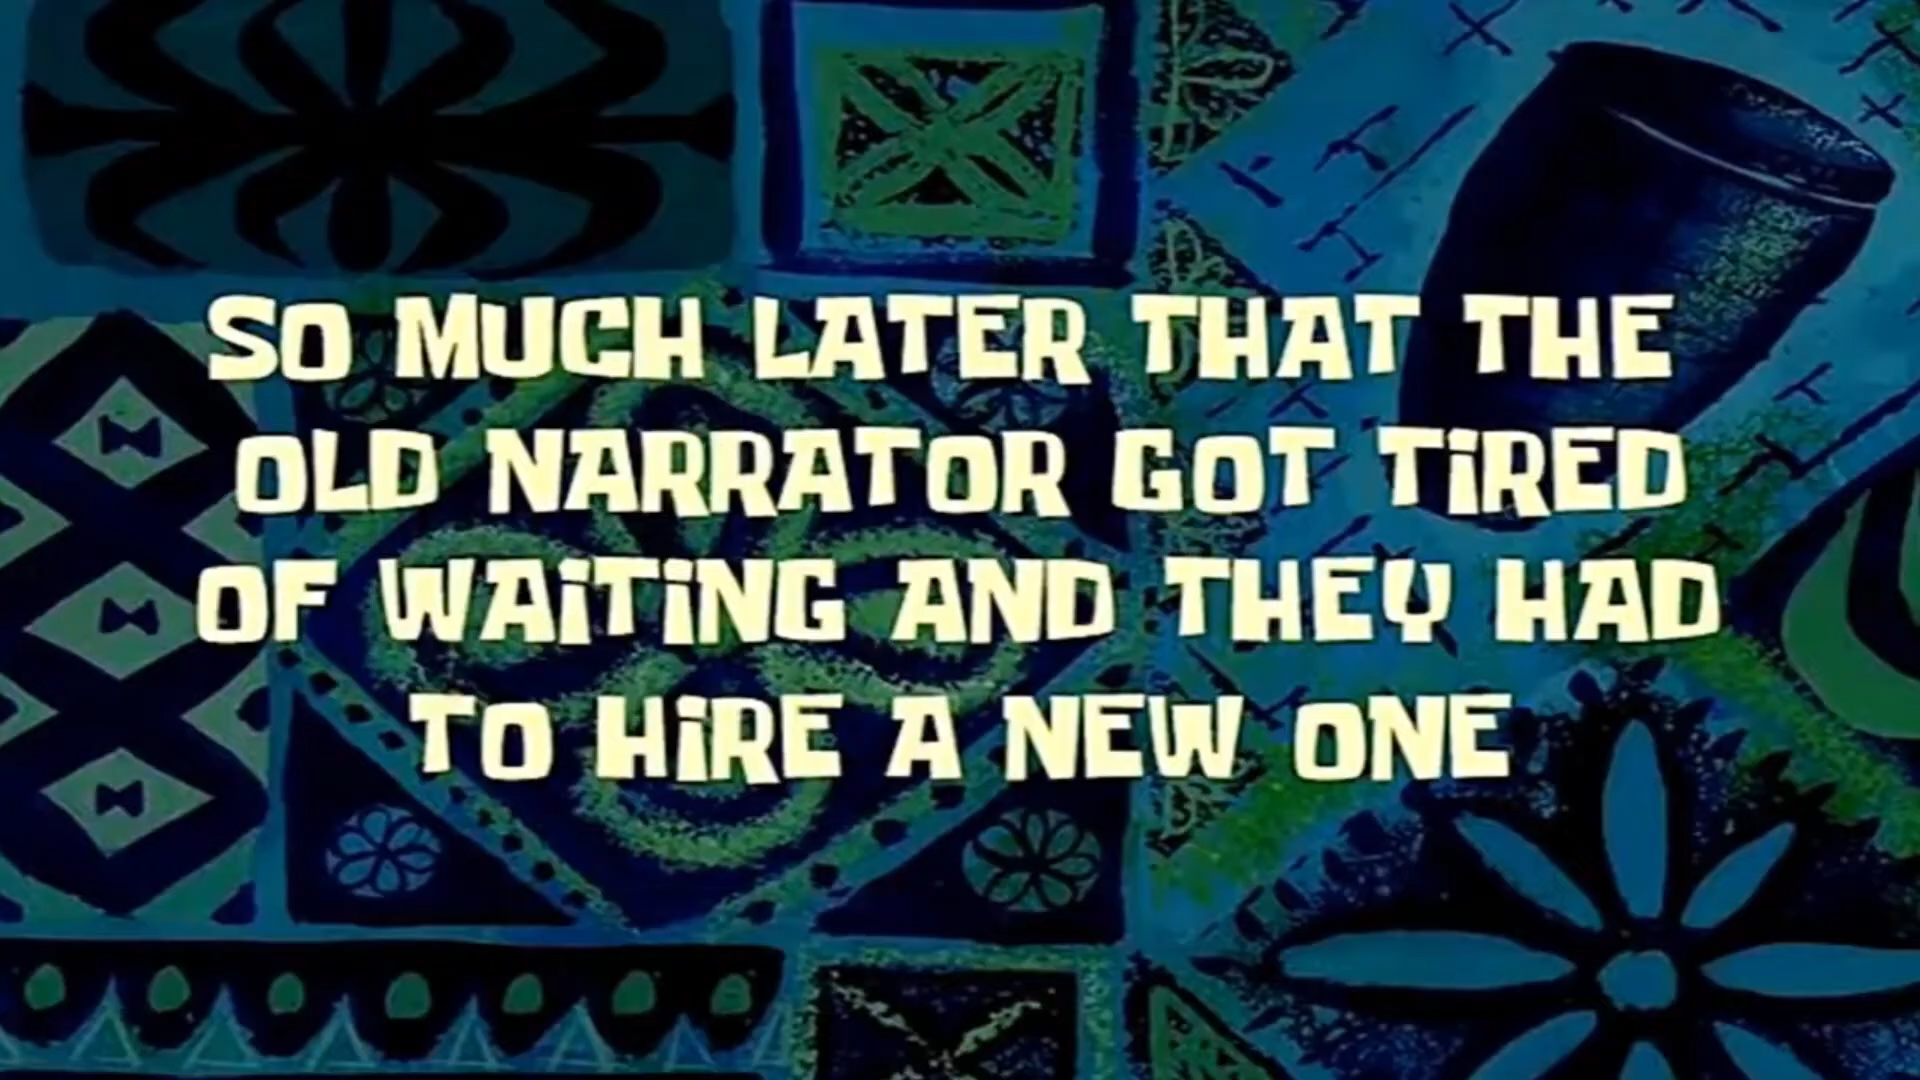 SO MUCH LATER THAT THE
OLD NARRATOR GOT TiRED
OF WAiTiNG AND THEY HAD
TO HiRE A NEW ONE